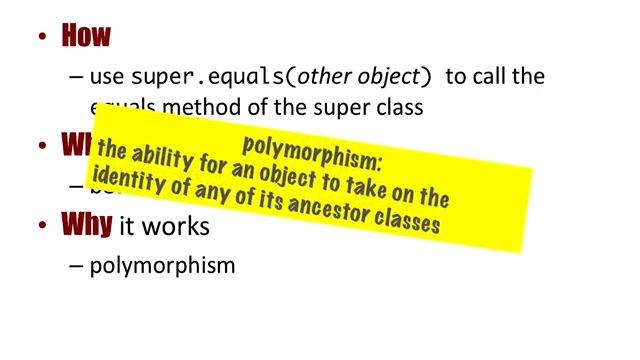 • How
– use super.equals(other object) to call the
equals method of the super class
polymorphism:
the ability for an object to take on the
identity of any of its ancestor classes
• Why it works
– polymorphism